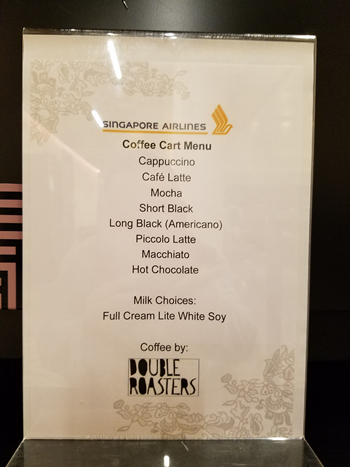 SINGAPORE AIRLINES
Coffee Cart Menu
Cappuccino
Café Latte
Mocha
Short Black
Long Black (Americano)
Piccolo Latte
Macchiato
Hot Chocolate
Milk Choices:
Full Cream Lite White Soy
Coffee by:
DOUBLE
ROASTERS